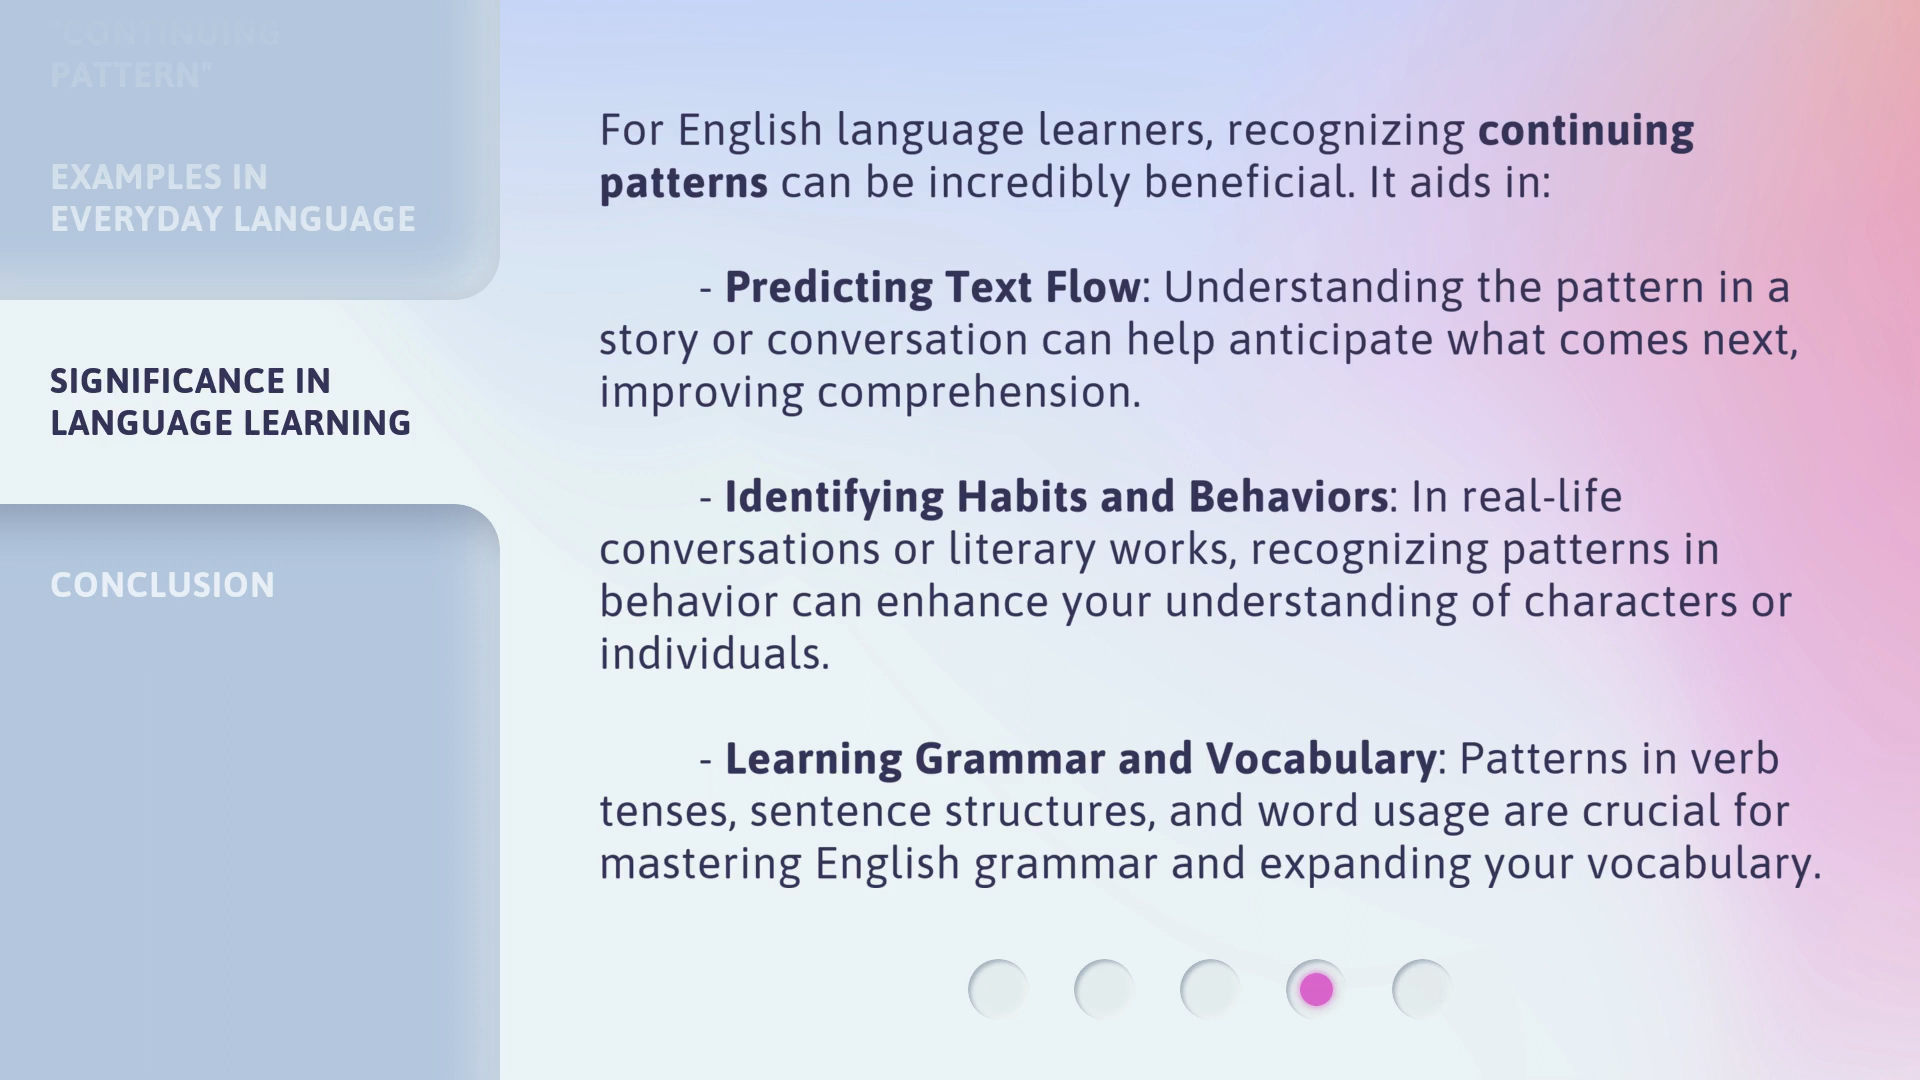 "CONTINUING
PATTERN"
EXAMPLES IN
EVERYDAY LANGUAGE
SIGNIFICANCE IN
LANGUAGE LEARNING
CONCLUSION
For English language learners, recognizing continuing
patterns can be incredibly beneficial. It aids in:
- Predicting Text Flow: Understanding the pattern in a
story or conversation can help anticipate what comes next,
improving comprehension.
- Identifying Habits and Behaviors: In real-life
conversations or literary works, recognizing patterns in
behavior can enhance your understanding of characters or
individuals.
- Learning Grammar and Vocabulary: Patterns in verb
tenses, sentence structures, and word usage are crucial for
mastering English grammar and expanding your vocabulary.